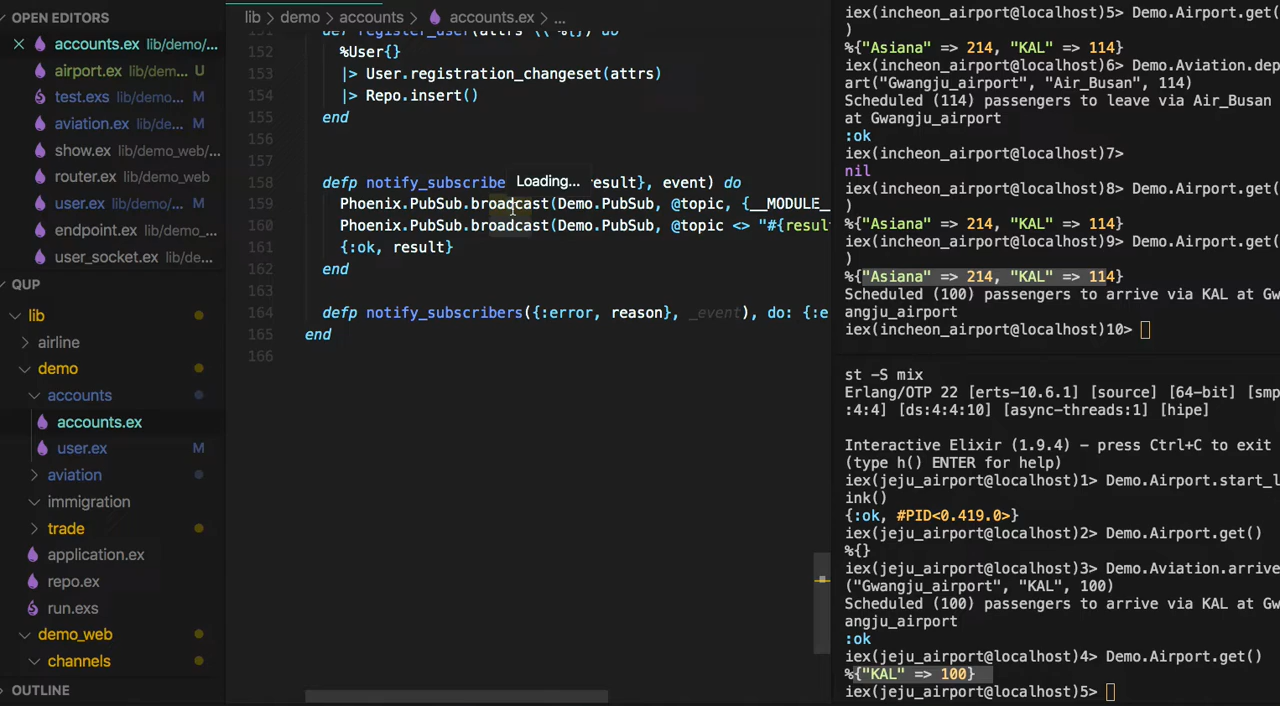 OPEN EDITORS
accounts.ex lib/demo/...
airport.ex lib/dem... U
test.exs lib/demo... M
aviation.ex lib/de... M
show.ex lib/demo_web/...
router.ex lib/demo_web
user.ex lib/demo/... M
endpoint.ex lib/demo_...
user_socket.ex lib/de...
QUP
lib
airline
demo
accounts
accounts.ex
user.ex M
aviation
immigration
trade
application.ex
repo.ex
run.exs
demo_web
channels
OUTLINE
lib > demo > accounts > accounts.ex > ...
151 def register_user(attrs \\ %{}) do
152 %User{}
153 |> User.registration_changeset(attrs)
154 |> Repo.insert()
155 end
156
157
158 defp notify_subscribe Loading... result}, event) do
159 Phoenix.PubSub.broadcast(Demo.PubSub, @topic, {__MODULE_
160 Phoenix.PubSub.broadcast(Demo.PubSub, @topic <> "#{resul
161 {:ok, result}
162 end
163
164 defp notify_subscribers({:error, reason}, _event), do: {:e
165 end
166
iex(incheon_airport@localhost)5> Demo.Airport.get(
)
%{"Asiana" => 214, "KAL" => 114}
iex(incheon_airport@localhost)6> Demo.Aviation.dep
art("Gwangju_airport", "Air_Busan", 114)
Scheduled (114) passengers to leave via Air_Busan
at Gwangju_airport
:ok
iex(incheon_airport@localhost)7>
nil
iex(incheon_airport@localhost)8> Demo.Airport.get(
)
%{"Asiana" => 214, "KAL" => 114}
iex(incheon_airport@localhost)9> Demo.Airport.get(
)
%{"Asiana" => 214, "KAL" => 114}
Scheduled (100) passengers to arrive via KAL at Gw
angju_airport
iex(incheon_airport@localhost)10>
st -S mix
Erlang/OTP 22 [erts-10.6.1] [source] [64-bit] [smp
:4:4] [ds:4:4:10] [async-threads:1] [hipe]
Interactive Elixir (1.9.4) - press Ctrl+C to exit
(type h() ENTER for help)
iex(jeju_airport@localhost)1> Demo.Airport.start_l
ink()
{:ok, #PID<0.419.0>}
iex(jeju_airport@localhost)2> Demo.Airport.get()
%{}
iex(jeju_airport@localhost)3> Demo.Aviation.arrive
("Gwangju_airport", "KAL", 100)
Scheduled (100) passengers to arrive via KAL at Gw
angju_airport
:ok
iex(jeju_airport@localhost)4> Demo.Airport.get()
%{"KAL" => 100}
iex(jeju_airport@localhost)5>